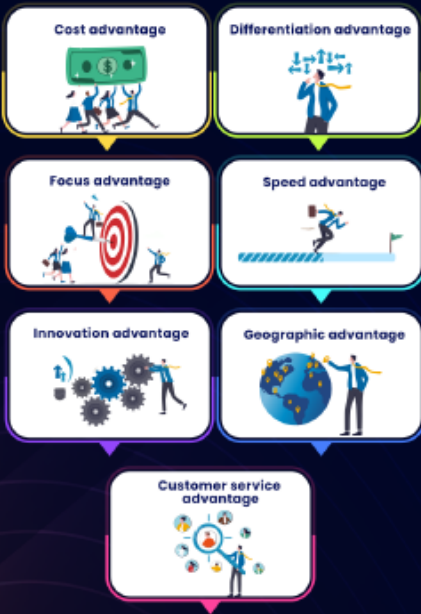 Cost advantage
Differentiation advantage
Focus advantage
Speed advantage
Innovation advantage
Geographic advantage
Customer service
advantage